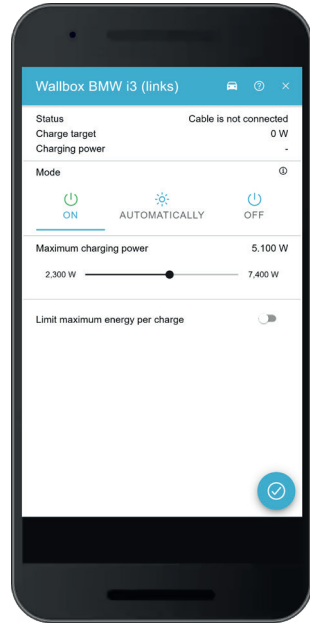 Wallbox BMW i3 (links)
Status Cable is not connected
Charge target 0 W
Charging power -
Mode
ON AUTOMATICALLY OFF
Maximum charging power 5.100 W
2,300 W 7,400 W
Limit maximum energy per charge